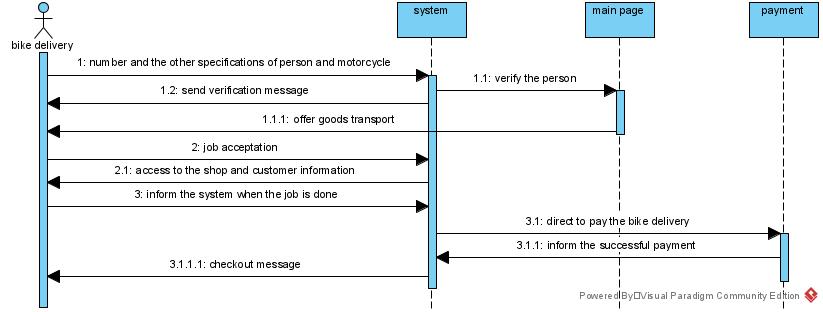 system
main page
payment
bike delivery
1: number and the other specifications of person and motorcycle
1.1: verify the person
1.2: send verification message
1.1.1: offer goods transport
2: job acceptation
2.1: access to the shop and customer information
3: inform the system when the job is done
3.1: direct to pay the bike delivery
3.1.1: inform the successful payment
3.1.1.1: checkout message
Powered By□Visual Paradigm Community Edition